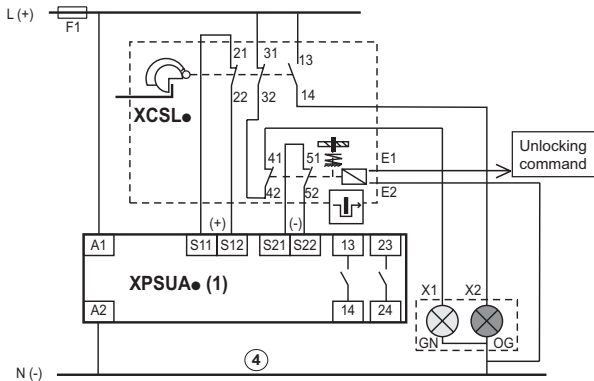 L (+)
F1
21 31 13
22 32 14
XCSL●
41 51 E1
42 52 E2
Unlocking
command
(+) (-)
A1 S11 S12 S21 S22 13 23
XPSUA● (1)
X1 X2
A2 14 24
GN OG
4
N (-)